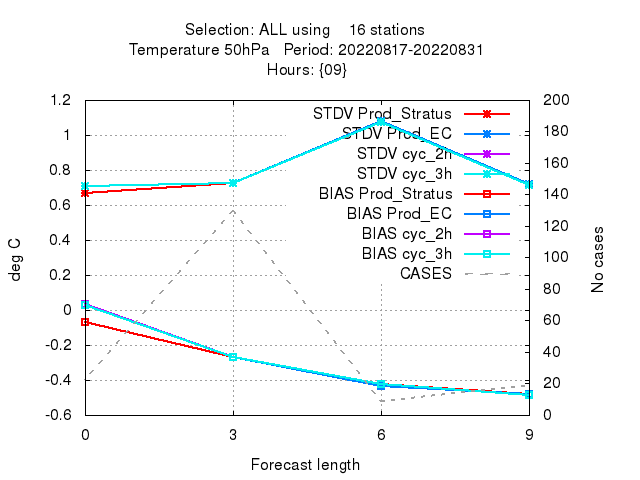 Selection: ALL using 16 stations
Temperature 50hPa Period: 20220817-20220831
Hours: {09}
1.2 200
STDV Prod_Stratus
1 180
STDV Prod_EC
STDV cyc_2h 160
0.8 STDV cyc_3h
BIAS Prod_Stratus 140
0.6
BIAS Prod_EC 120
0.4 BIAS cyc_2h
BIAS cyc_3h 100
0.2 CASES
80
0
60
-0.2
40
-0.4
20
-0.6 0
0 3 6 9
deg C
No cases
Forecast length